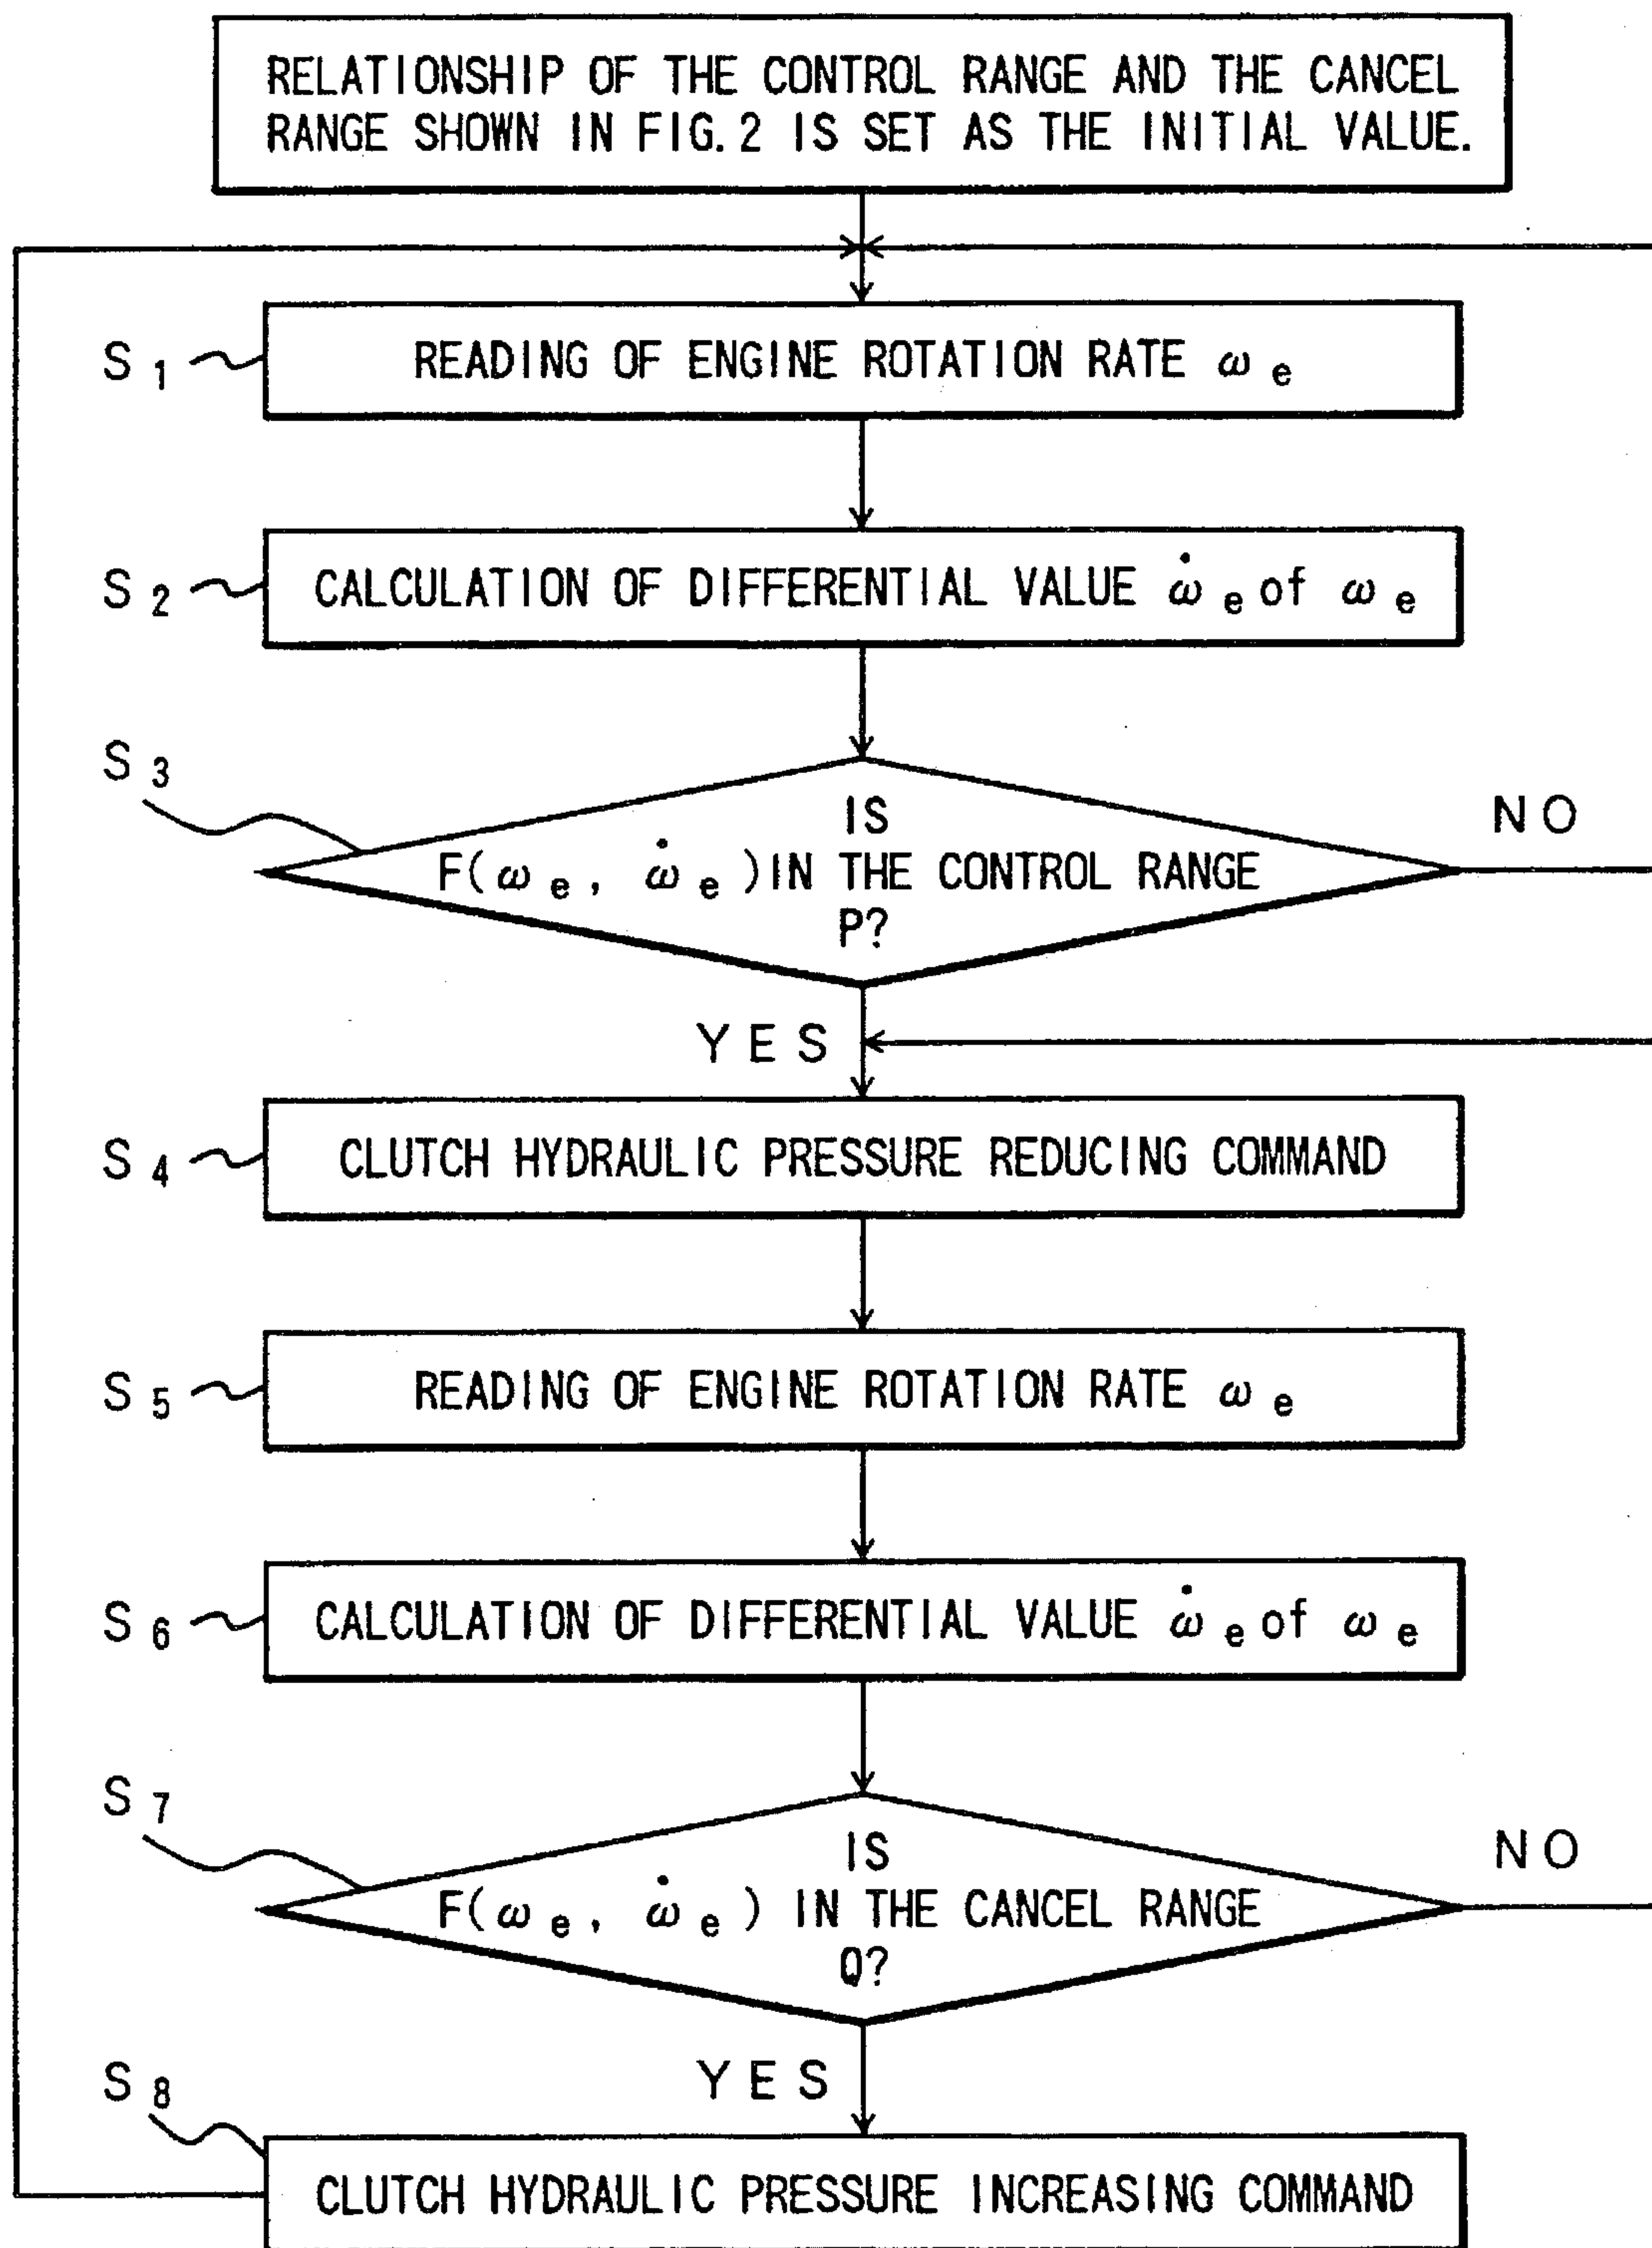 RELATIONSHIP OF THE CONTROL RANGE AND THE CANCEL
RANGE SHOWN IN FIG. 2 IS SET AS THE INITIAL VALUE.
S1
READING OF ENGINE ROTATION RATE ωe
S2
CALCULATION OF DIFFERENTIAL VALUE ω̇e of ωe
S3
IS
F(ωe, ω̇e) IN THE CONTROL RANGE
P?
NO
YES
S4
CLUTCH HYDRAULIC PRESSURE REDUCING COMMAND
S5
READING OF ENGINE ROTATION RATE ωe
S6
CALCULATION OF DIFFERENTIAL VALUE ω̇e of ωe
S7
IS
F(ωe, ω̇e) IN THE CANCEL RANGE
Q?
NO
YES
S8
CLUTCH HYDRAULIC PRESSURE INCREASING COMMAND